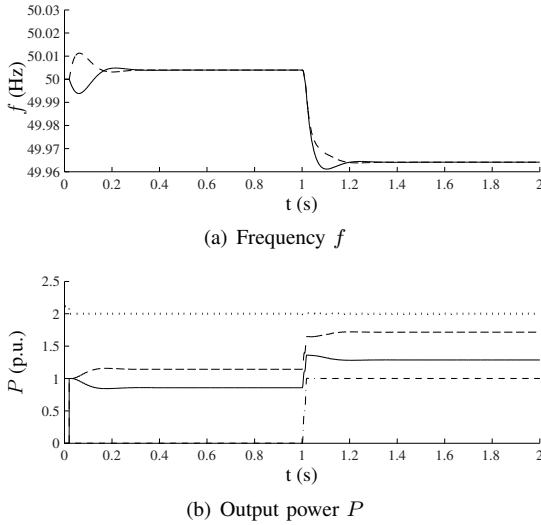 50.03
50.02
50.01
50
49.99
49.98
49.97
49.96
f (Hz)
0 0.2 0.4 0.6 0.8 1 1.2 1.4 1.6 1.8 2
t (s)
(a) Frequency f
2.5
2
1.5
1
0.5
0
P (p.u.)
0 0.2 0.4 0.6 0.8 1 1.2 1.4 1.6 1.8 2
t (s)
(b) Output power P